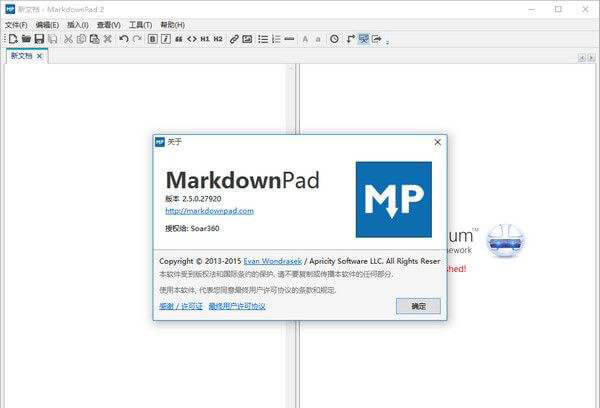 新文档 - MarkdownPad 2
文件(F) 编辑(E) 插入(I) 查看(V) 工具(T) 帮助(H)
B I H1 H2 A a
新文档
关于
MarkdownPad
版本 2.5.0.27920
http://markdownpad.com
授权给: Soar360
MP
um™
nework
shed!
Copyright © 2013-2015 Evan Wondrasek / Apricity Software LLC. All Rights Reser
本软件受到版权法和国际条约的保护, 请不要复制或传播本软件的任何部分.
使用本软件, 代表您同意最终用户许可协议的条款和规定.
感谢 / 许可证 最终用户许可协议
确定